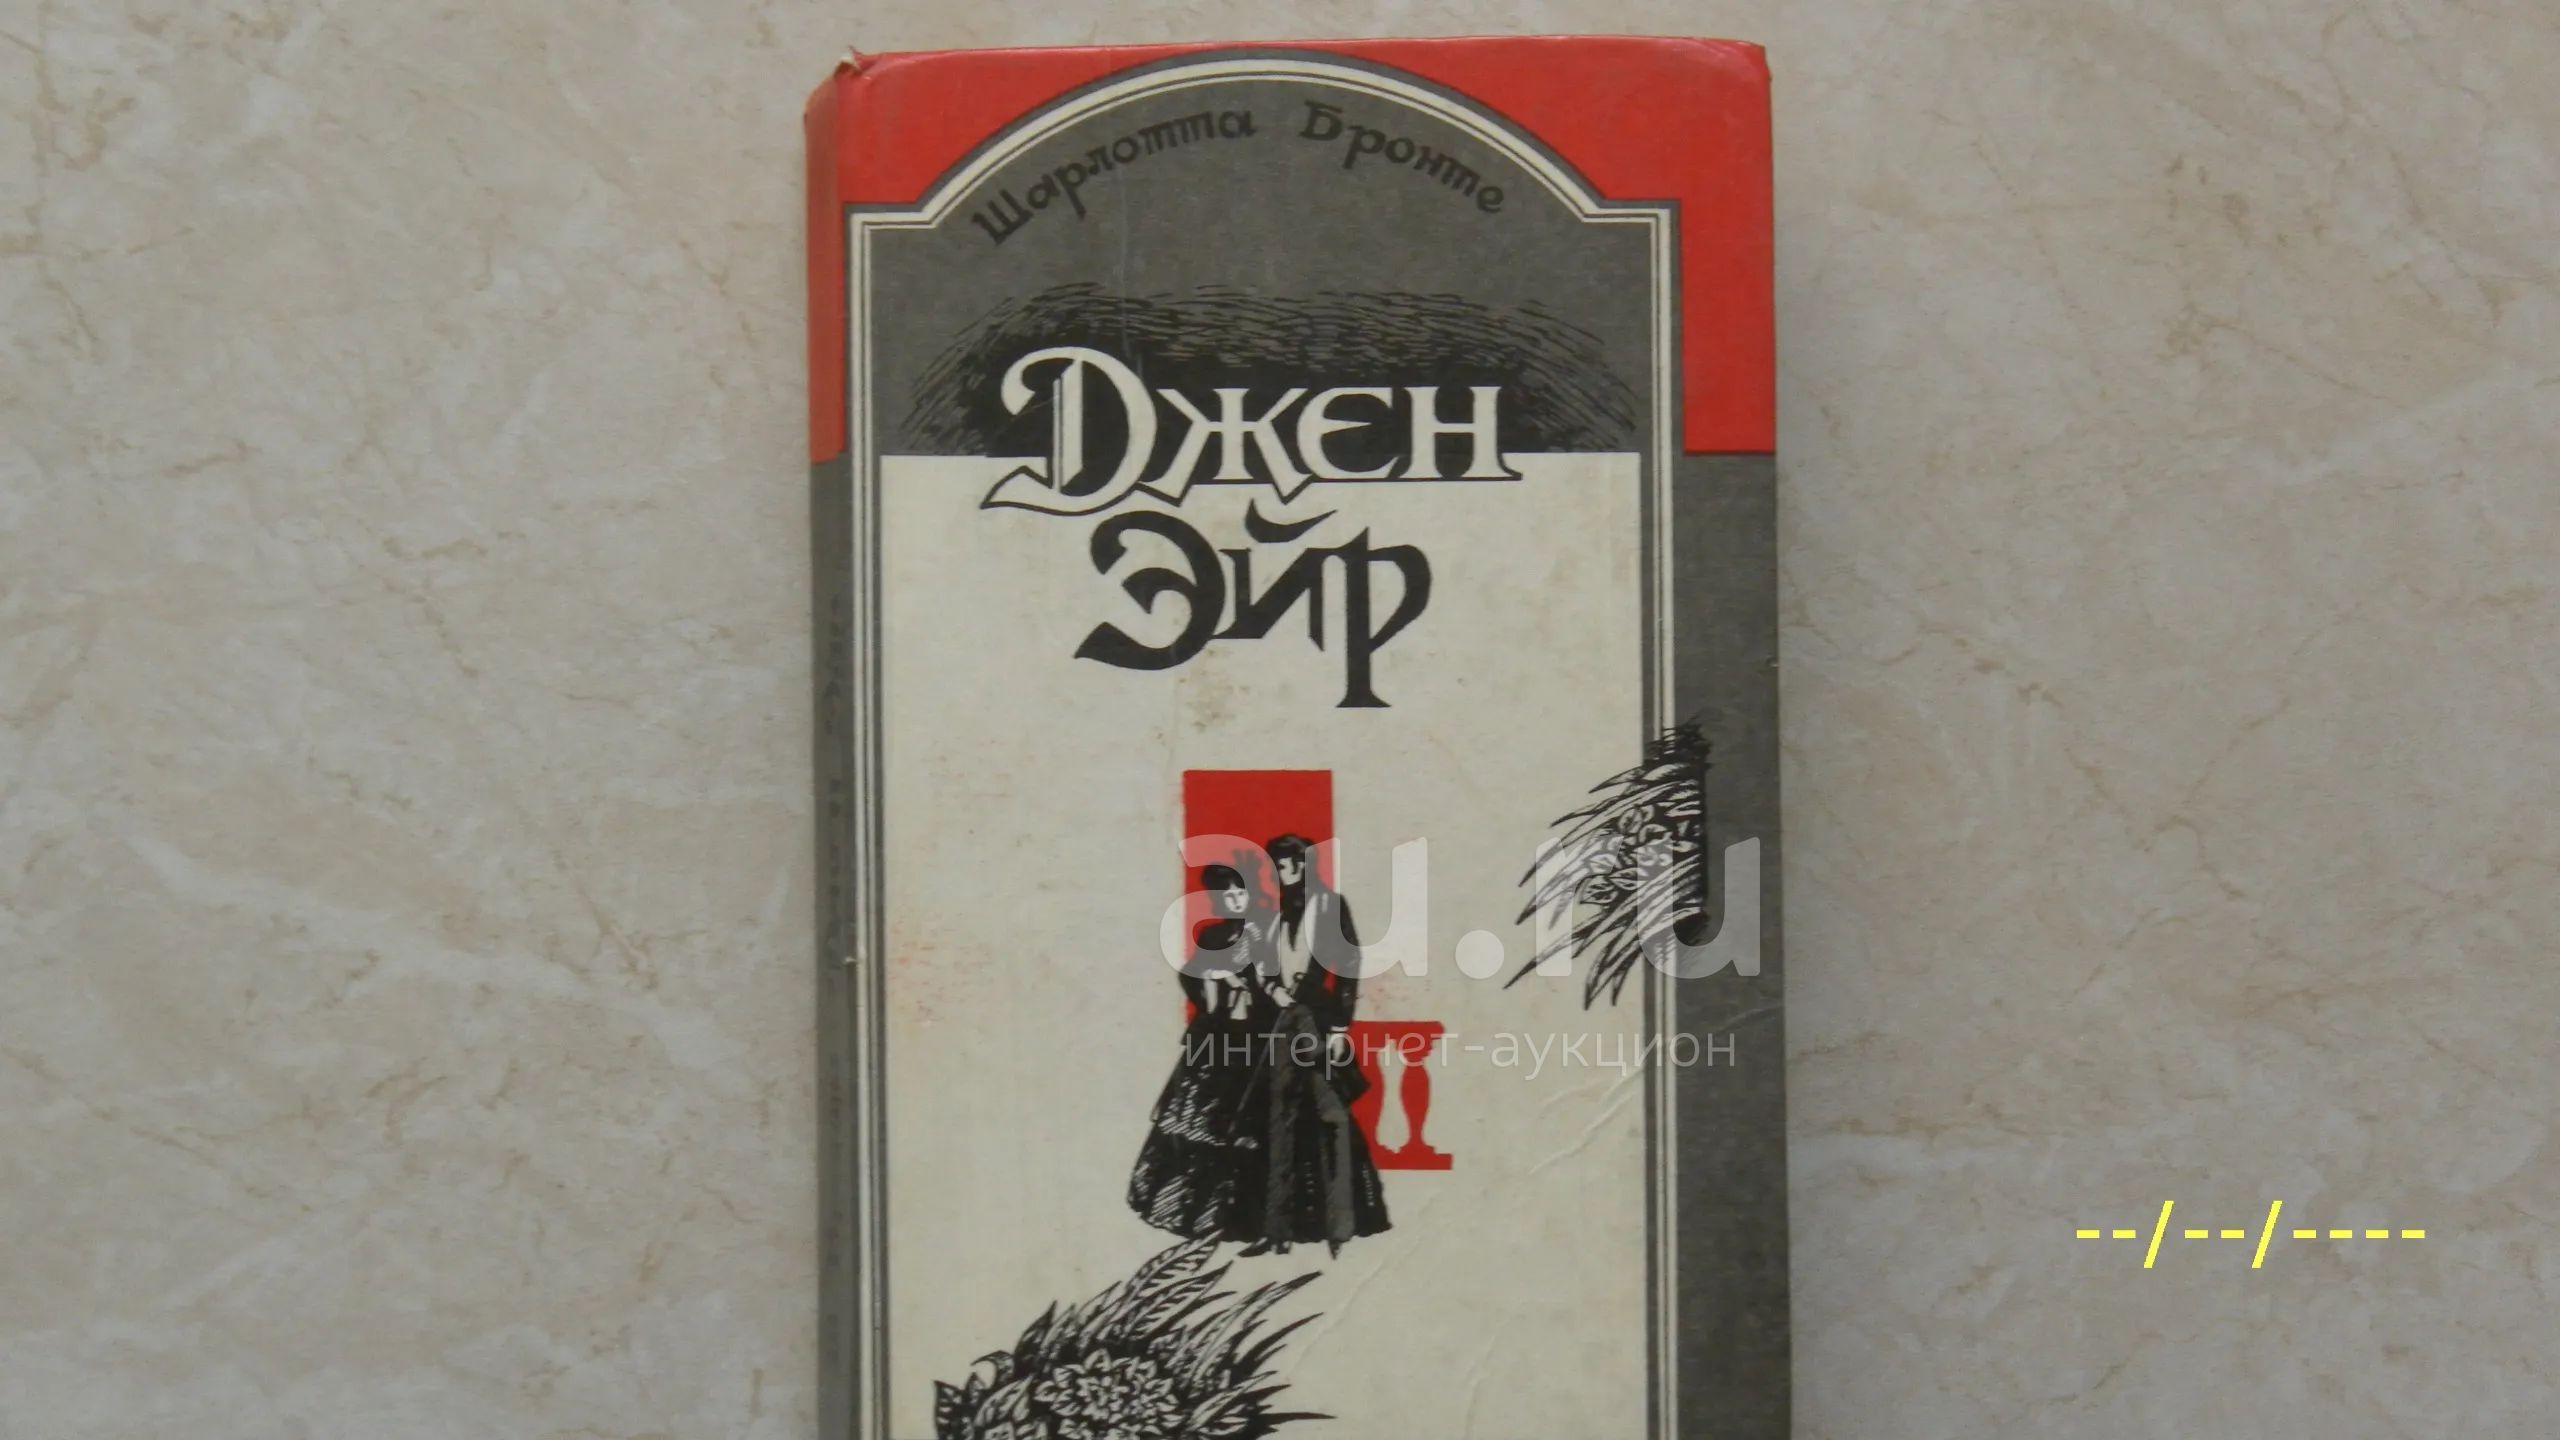 Шарлотта Бронте
Джен
Эйр
au.ru
интернет-аукцион
--/--/----